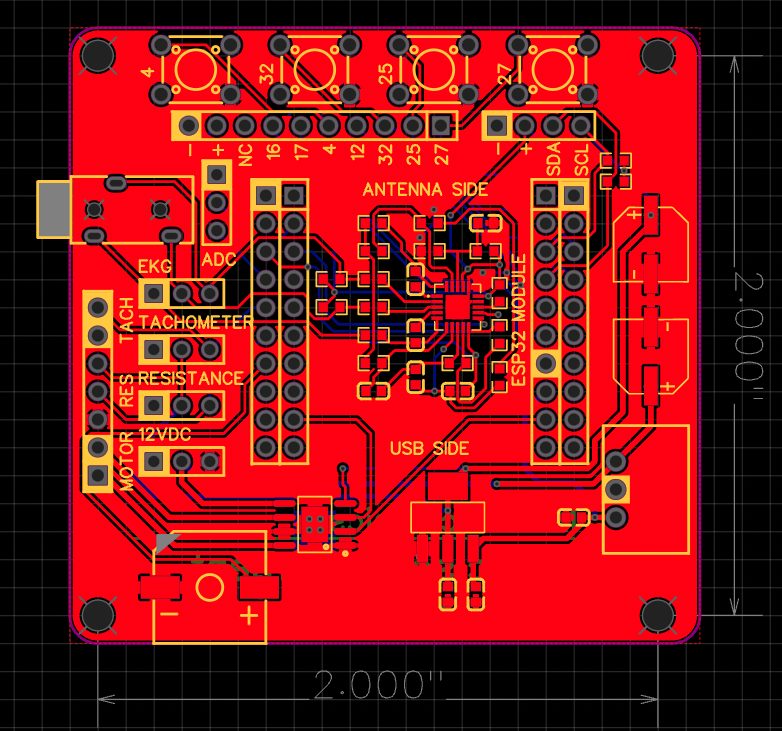 4
32
25
27
−
+
NC
16
17
4
12
32
25
27
−
+
SDA
SCL
ANTENNA SIDE
+
-
ADC
EKG
TACH
TACHOMETER
ESP32 MODULE
-
2.000"
RES
RESISTANCE
+
MOTOR
12VDC
USB SIDE
−
+
2.000"